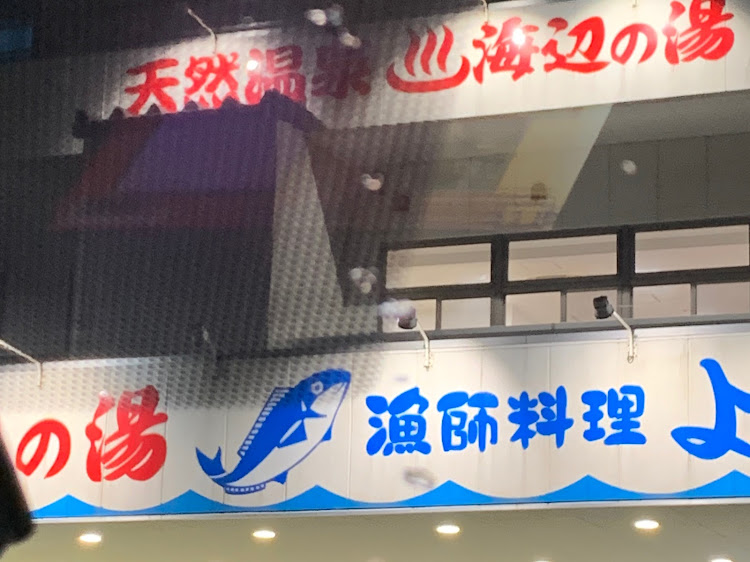 天然温泉 ♨海辺の湯
の湯 漁師料理 よ